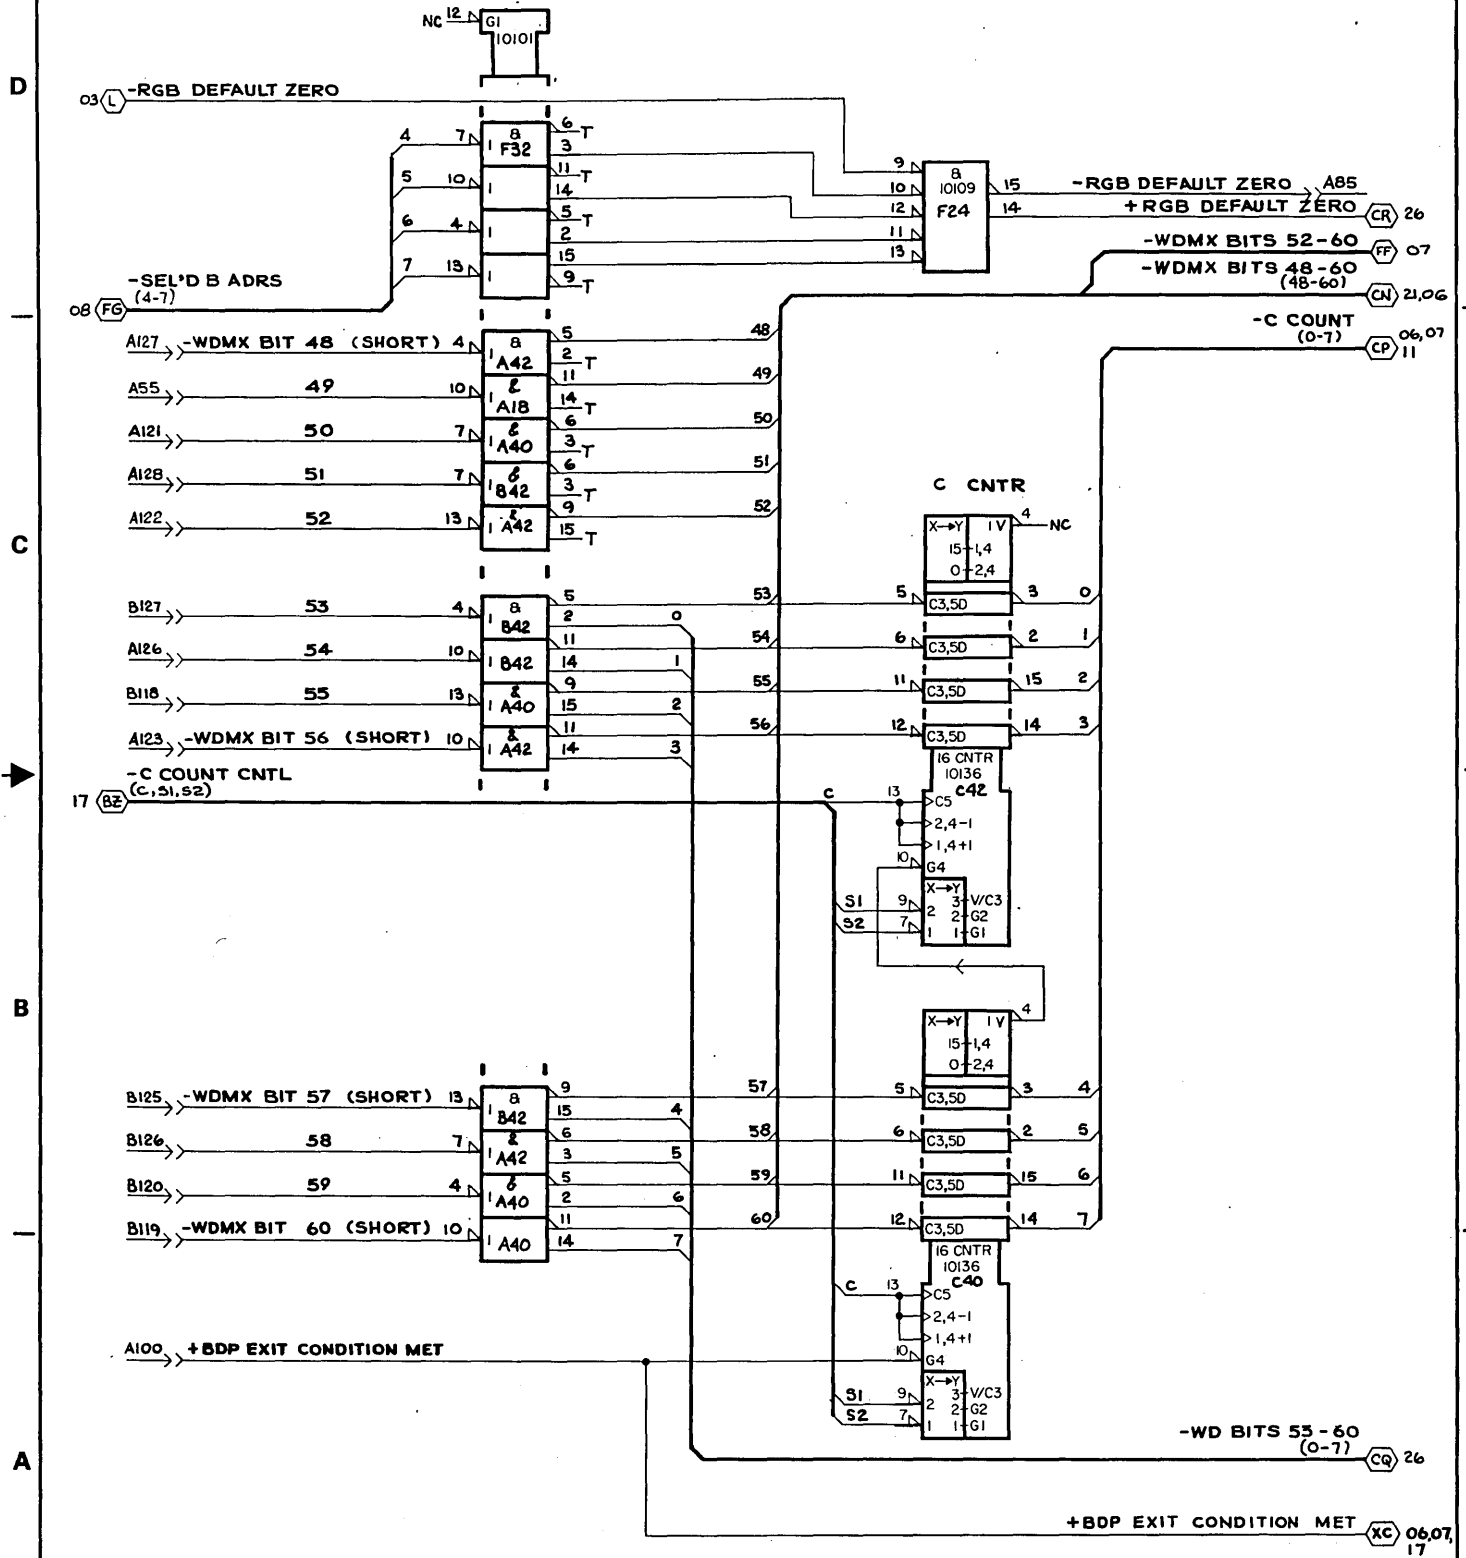 NC 12 G1
10101
D
03 L -RGB DEFAULT ZERO
4 7 1 & F32 6 T
3
5 10 1 11 T
14
6 4 1 5 T
2
7 13 1 15
9 T
9
10
12
11
13
&
10109
F24
15 -RGB DEFAULT ZERO A85
14 +RGB DEFAULT ZERO CR 26
-WDMX BITS 52-60 FF 07
-WDMX BITS 48-60
(48-60) CN 21,06
-SEL'D B ADRS
(4-7)
08 FG
-C COUNT
(0-7) CP 06,07
11
A127 -WDMX BIT 48 (SHORT) 4 1 & A42 5 48
2 T
A55 49 10 1 & A18 11 49
14 T
A121 50 7 1 & A40 6 50
3 T
A128 51 7 1 & B42 6 51
3 T
A122 52 13 1 & A42 9 52
15 T
C
C CNTR
X→Y 1V 4 NC
15 1,4
0 2,4
B127 53 4 1 & B42 5 53 5 C3,5D 3 0
2 0
A126 54 10 1 B42 11 54 6 C3,5D 2 1
14 1
B118 55 13 1 & A40 9 55 11 C3,5D 15 2
15 2
A123 -WDMX BIT 56 (SHORT) 10 1 & A42 11 56 12 C3,5D 14 3
14 3
16 CNTR
10136
C42
-C COUNT CNTL
(C,S1,S2)
17 BZ
C 13 C5
2,4-1
1,4+1
10 G4
X→Y
S1 9 2 3 V/C3
2 G2
S2 7 1 1 G1
B
X→Y 1V 4
15 1,4
0 2,4
B125 -WDMX BIT 57 (SHORT) 13 1 & B42 9 57 5 C3,5D 3 4
15 4
B126 58 7 1 & A42 6 58 6 C3,5D 2 5
3 5
B120 59 4 1 & A40 5 59 11 C3,5D 15 6
2 6
B119 -WDMX BIT 60 (SHORT) 10 1 A40 11 60 12 C3,5D 14 7
14 7
16 CNTR
10136
C40
C 13 C5
2,4-1
1,4+1
A100 +BDP EXIT CONDITION MET 10 G4
X→Y
S1 9 2 3 V/C3
2 G2
S2 7 1 1 G1
A
-WD BITS 53-60
(0-7) CQ 26
+BDP EXIT CONDITION MET XC 06,07,
17